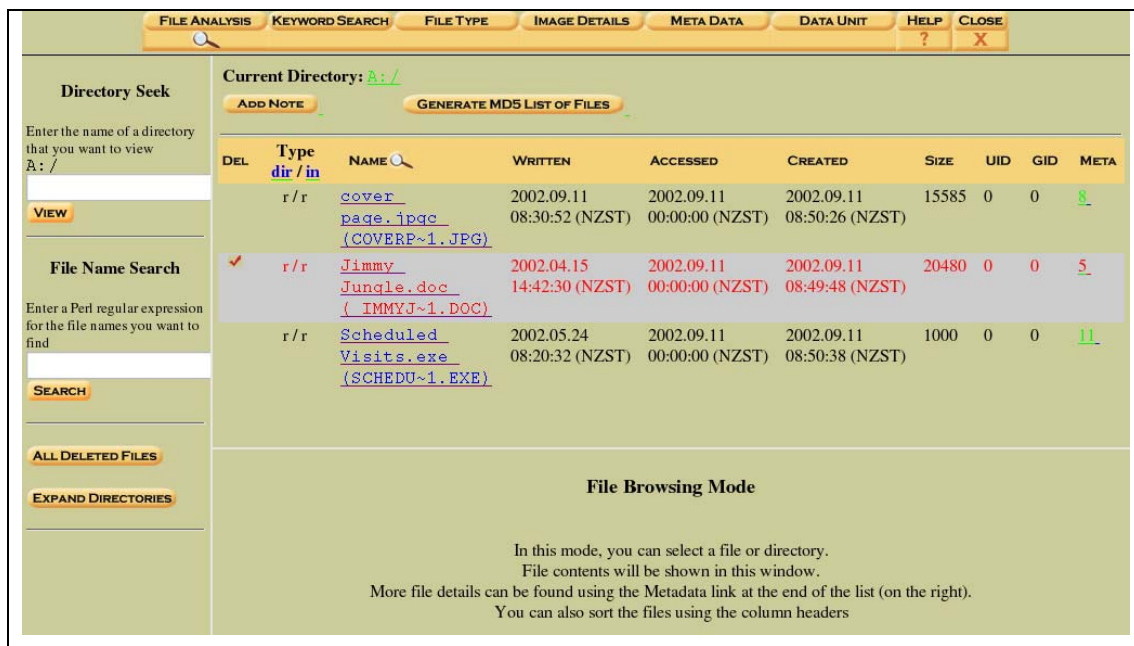 FILE ANALYSIS KEYWORD SEARCH FILE TYPE IMAGE DETAILS META DATA DATA UNIT HELP CLOSE
? X
Directory Seek
Enter the name of a directory
that you want to view
A:/
VIEW
File Name Search
Enter a Perl regular expression
for the file names you want to
find
SEARCH
ALL DELETED FILES
EXPAND DIRECTORIES
Current Directory: A:/
ADD NOTE GENERATE MD5 LIST OF FILES
DEL Type NAME WRITTEN ACCESSED CREATED SIZE UID GID META
dir / in
r / r cover 2002.09.11 2002.09.11 2002.09.11 15585 0 0 8
page.jpgc 08:30:52 (NZST) 00:00:00 (NZST) 08:50:26 (NZST)
(COVERP~1.JPG)
r / r Jimmy 2002.04.15 2002.09.11 2002.09.11 20480 0 0 5
Jungle.doc 14:42:30 (NZST) 00:00:00 (NZST) 08:49:48 (NZST)
(_IMMYJ~1.DOC)
r / r Scheduled 2002.05.24 2002.09.11 2002.09.11 1000 0 0 11
Visits.exe 08:20:32 (NZST) 00:00:00 (NZST) 08:50:38 (NZST)
(SCHEDU~1.EXE)
File Browsing Mode
In this mode, you can select a file or directory.
File contents will be shown in this window.
More file details can be found using the Metadata link at the end of the list (on the right).
You can also sort the files using the column headers